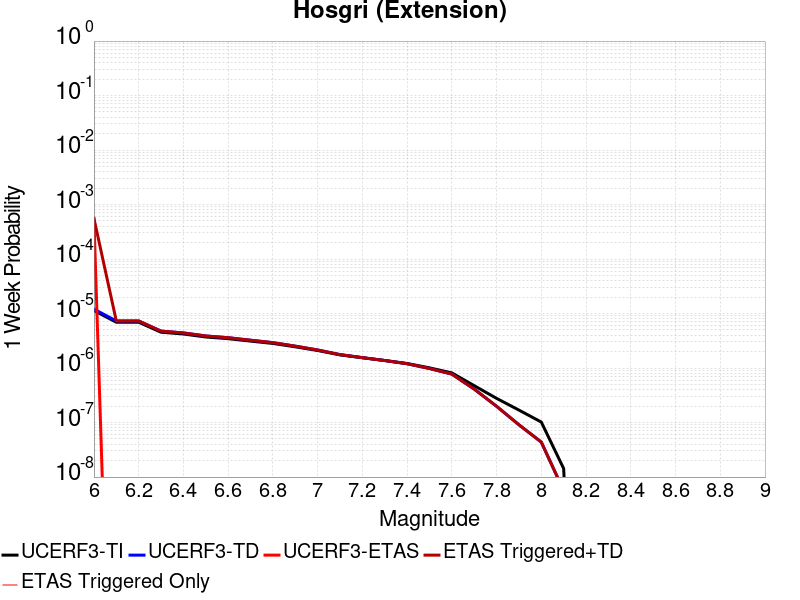 Hosgri (Extension)
10^0
10^-1
10^-2
10^-3
10^-4
10^-5
10^-6
10^-7
10^-8
1 Week Probability
6 6.2 6.4 6.6 6.8 7 7.2 7.4 7.6 7.8 8 8.2 8.4 8.6 8.8 9
Magnitude
UCERF3-TI UCERF3-TD UCERF3-ETAS ETAS Triggered+TD
ETAS Triggered Only